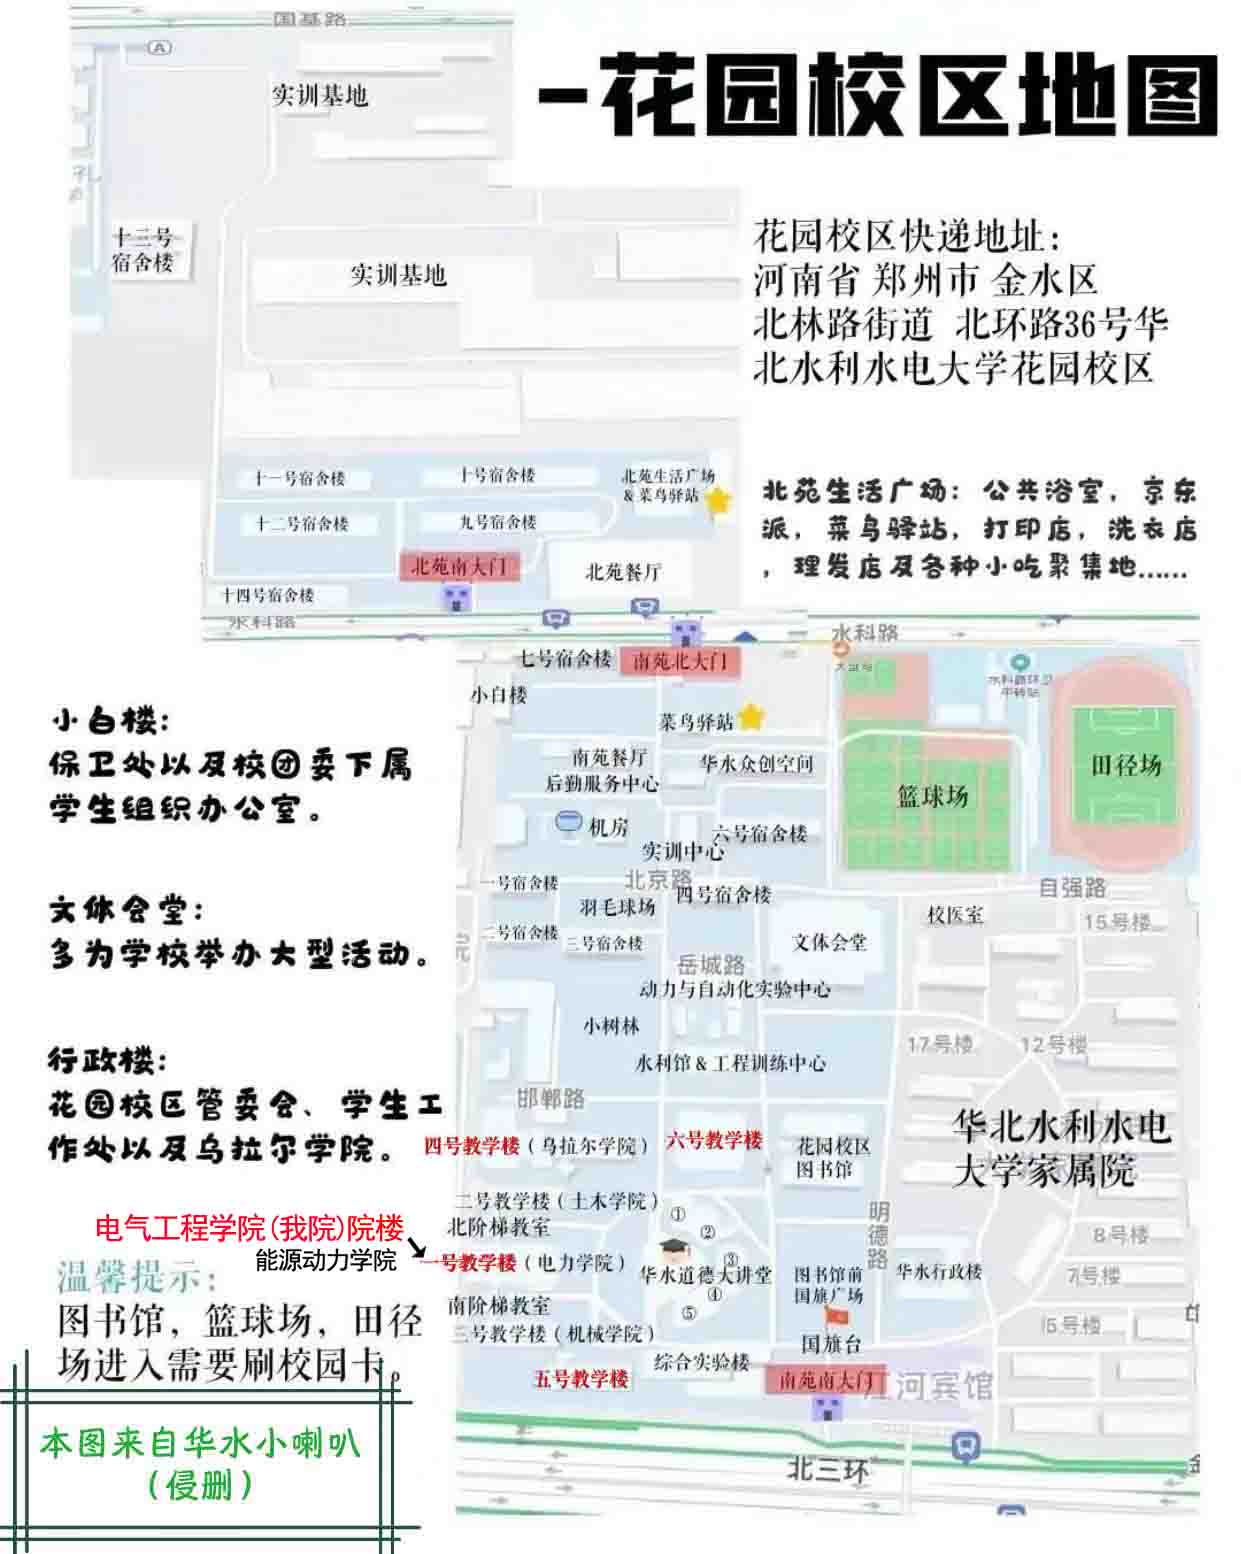 国基路
A
-花园校区地图
实训基地
十三号
宿舍楼
花园校区快递地址：
河南省 郑州市 金水区
北林路街道 北环路36号华
北水利水电大学花园校区
实训基地
十一号宿舍楼
十号宿舍楼
北苑生活广场
&菜鸟驿站
十二号宿舍楼
九号宿舍楼
北苑生活广场：公共浴室，京东
派，菜鸟驿站，打印店，洗衣店
，理发店及各种小吃聚集地……
北苑南大门
北苑餐厅
十四号宿舍楼
水科路
水科路
七号宿舍楼
南苑北大门
小白楼
菜鸟驿站
南苑餐厅
后勤服务中心
华水众创空间
篮球场
田径场
小白楼：
保卫处以及校团委下属
学生组织办公室。
机房
六号宿舍楼
实训中心
北京路
一号宿舍楼
四号宿舍楼
自强路
羽毛球场
校医室
15号楼
二号宿舍楼
三号宿舍楼
文体会堂
院
文体会堂：
多为学校举办大型活动。
岳城路
动力与自动化实验中心
小树林
17号楼
12号楼
水利馆&工程训练中心
行政楼：
花园校区管委会、学生工
作处以及乌拉尔学院。
邯郸路
四号教学楼（乌拉尔学院）
六号教学楼
花园校区
图书馆
华北水利水电
大学家属院
二号教学楼（土木学院）
北阶梯教室
①
②
③
④
⑤
明德路
8号楼
电气工程学院(我院)院楼
能源动力学院
一号教学楼（电力学院）
华水道德大讲堂
图书馆前
国旗广场
华水行政楼
7号楼
南阶梯教室
三号教学楼（机械学院）
国旗台
5号楼
综合实验楼
五号教学楼
南苑南大门
江河宾馆
温馨提示：
图书馆，篮球场，田径
场进入需要刷校园卡。
本图来自华水小喇叭
（侵删）
北三环